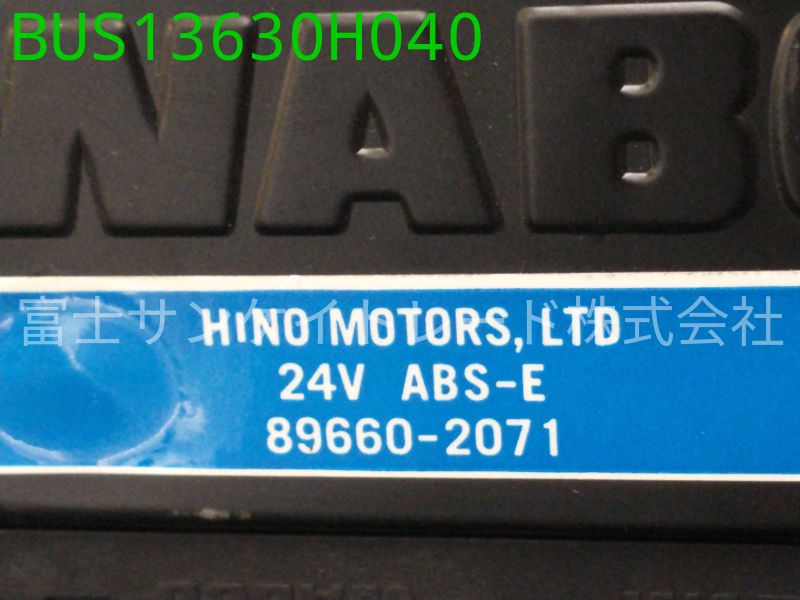 BUS13630H040
NAB
富士サンケイトレード株式会社
HINO MOTORS, LTD
24V ABS-E
89660-2071